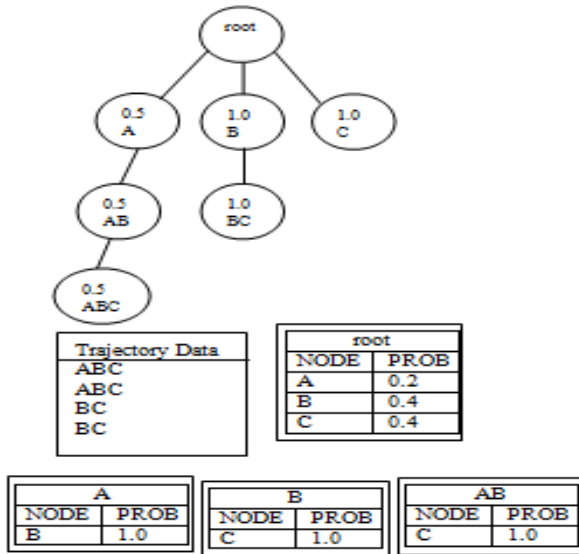 root
0.5
A
1.0
B
1.0
C
0.5
AB
1.0
BC
0.5
ABC
Trajectory Data
ABC
ABC
BC
BC
root
NODE PROB
A 0.2
B 0.4
C 0.4
A
NODE PROB
B 1.0
B
NODE PROB
C 1.0
AB
NODE PROB
C 1.0